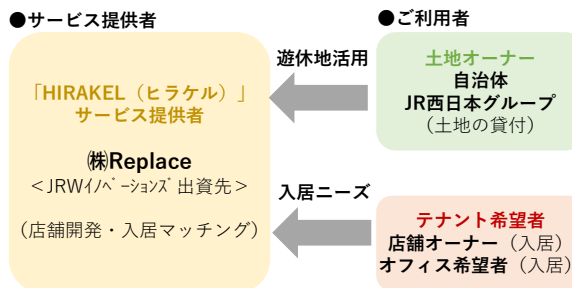 ●サービス提供者
「HIRAKEL（ヒラケル）」
サービス提供者
㈱Replace
＜JRWｲﾉﾍﾞｰｼｮﾝｽﾞ 出資先＞
（店舗開発・入居マッチング）
遊休地活用
入居ニーズ
●ご利用者
土地オーナー
自治体
JR西日本グループ
（土地の貸付）
テナント希望者
店舗オーナー（入居）
オフィス希望者（入居）